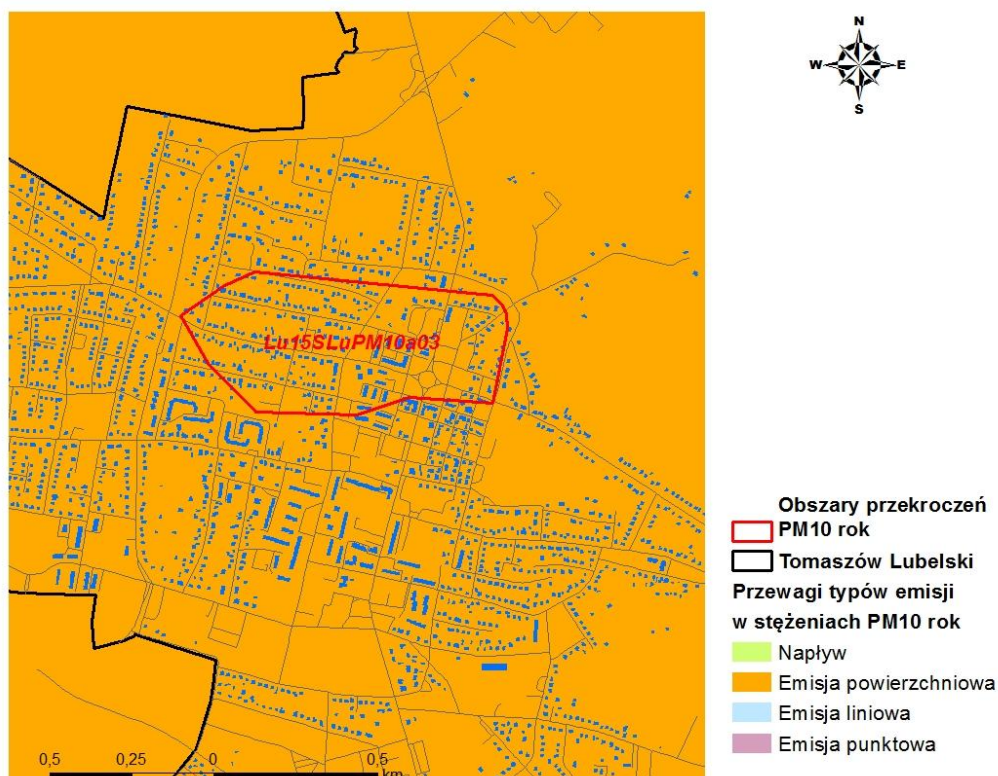 N
W E
S
Lu15SLuPM10a03
Obszary przekroczeń
PM10 rok
Tomaszów Lubelski
Przewagi typów emisji
w stężeniach PM10 rok
Napływ
Emisja powierzchniowa
Emisja liniowa
Emisja punktowa
0,5 0,25 0 0,5
km